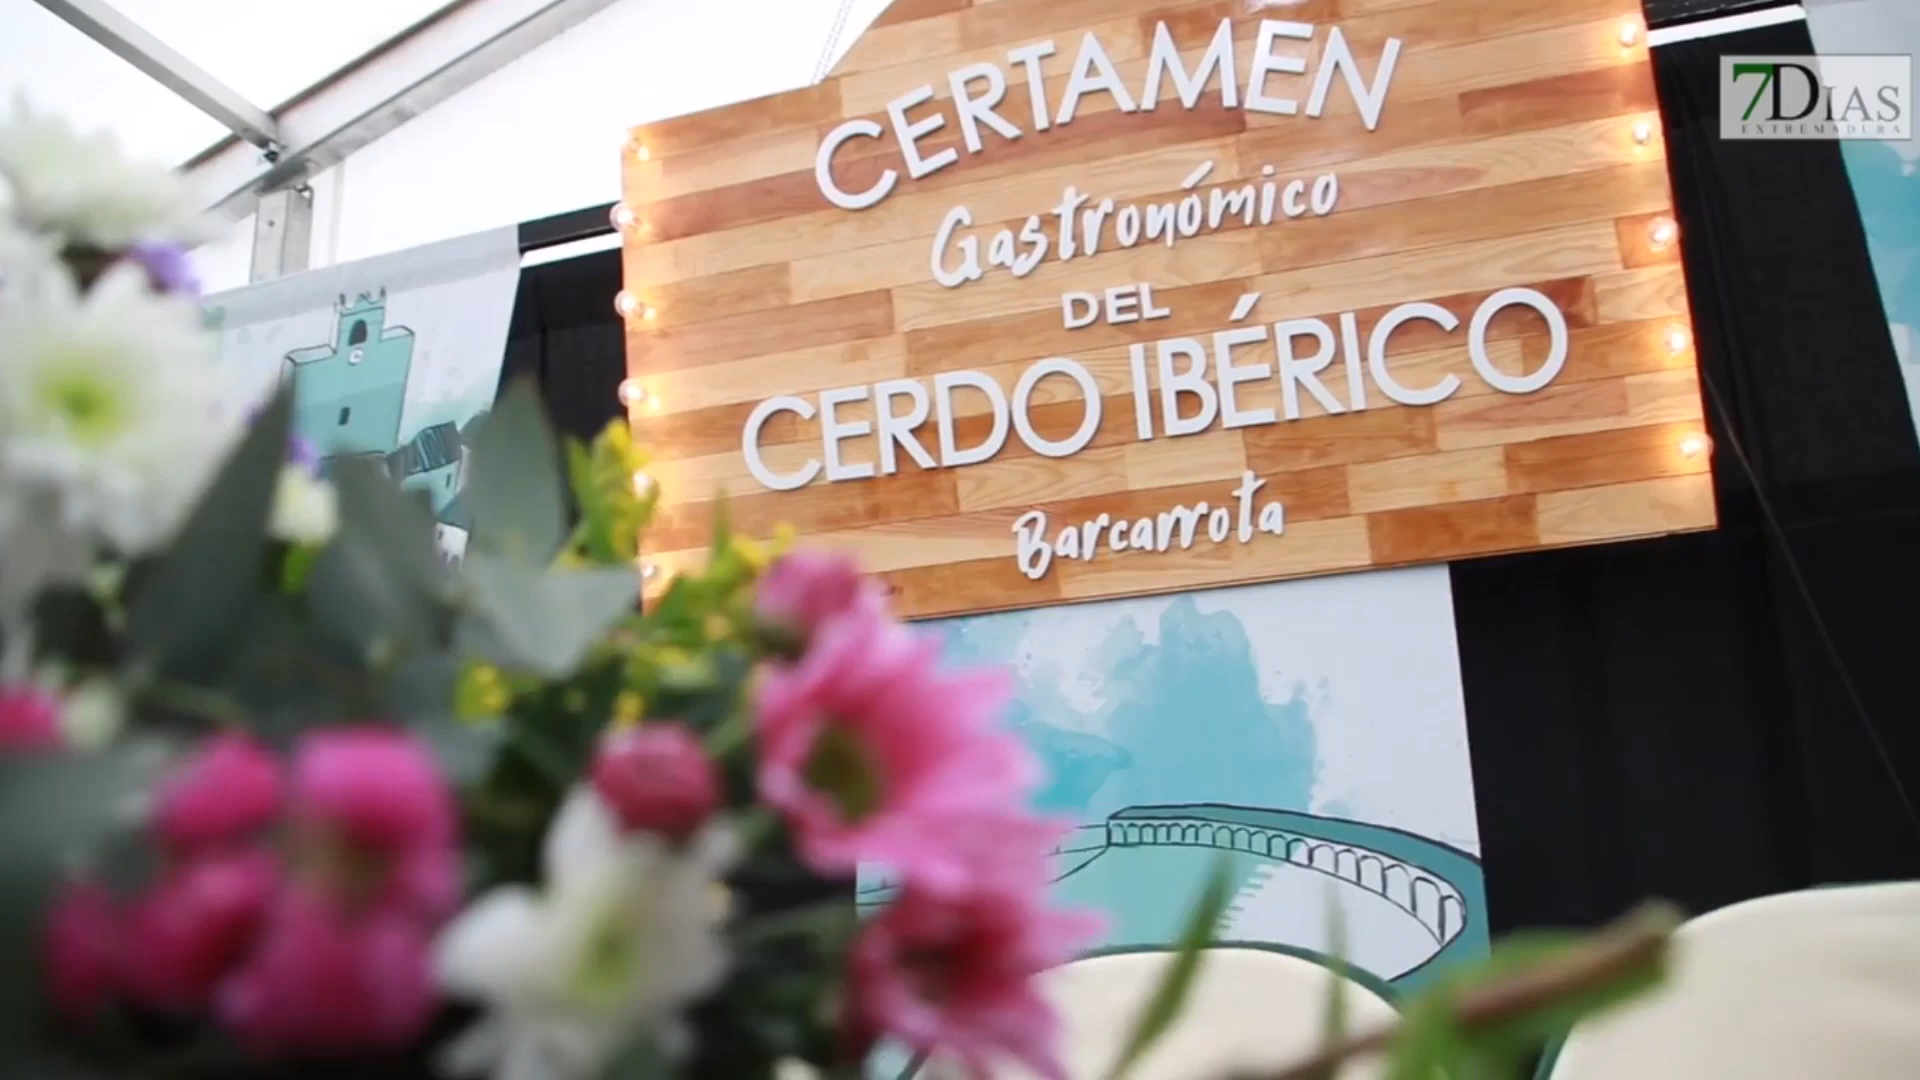 7DIAS
EXTREMADURA
CERTAMEN
Gastronómico
DEL
CERDO IBÉRICO
Barcarrota